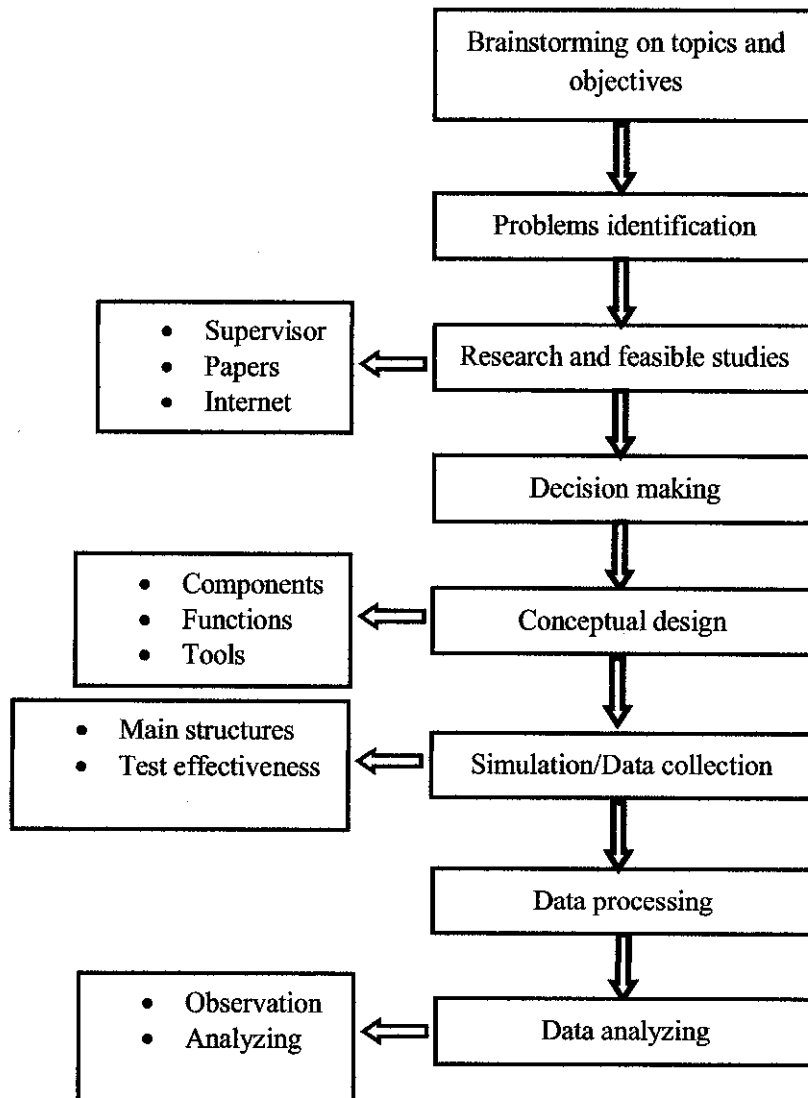 Brainstorming on topics and
objectives
Problems identification
Research and feasible studies
• Supervisor
• Papers
• Internet
Decision making
Conceptual design
• Components
• Functions
• Tools
Simulation/Data collection
• Main structures
• Test effectiveness
Data processing
Data analyzing
• Observation
• Analyzing